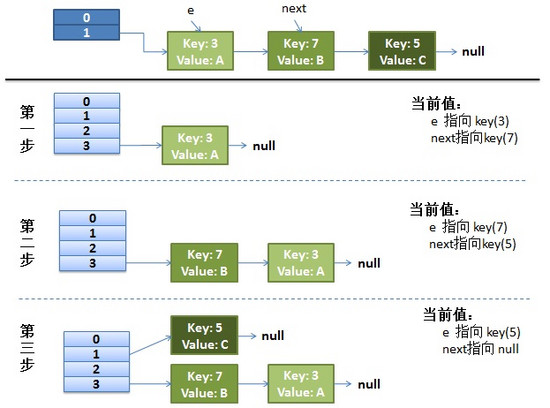 e
next
0
1
Key: 3
Value: A
Key: 7
Value: B
Key: 5
Value: C
null
第一步
0
1
2
3
Key: 3
Value: A
null
当前值：
e 指向 key(3)
next指向key(7)
第二步
0
1
2
3
Key: 7
Value: B
Key: 3
Value: A
null
当前值：
e 指向 key(7)
next指向key(5)
第三步
0
1
2
3
Key: 5
Value: C
null
Key: 7
Value: B
Key: 3
Value: A
null
当前值：
e 指向 key(5)
next指向 null